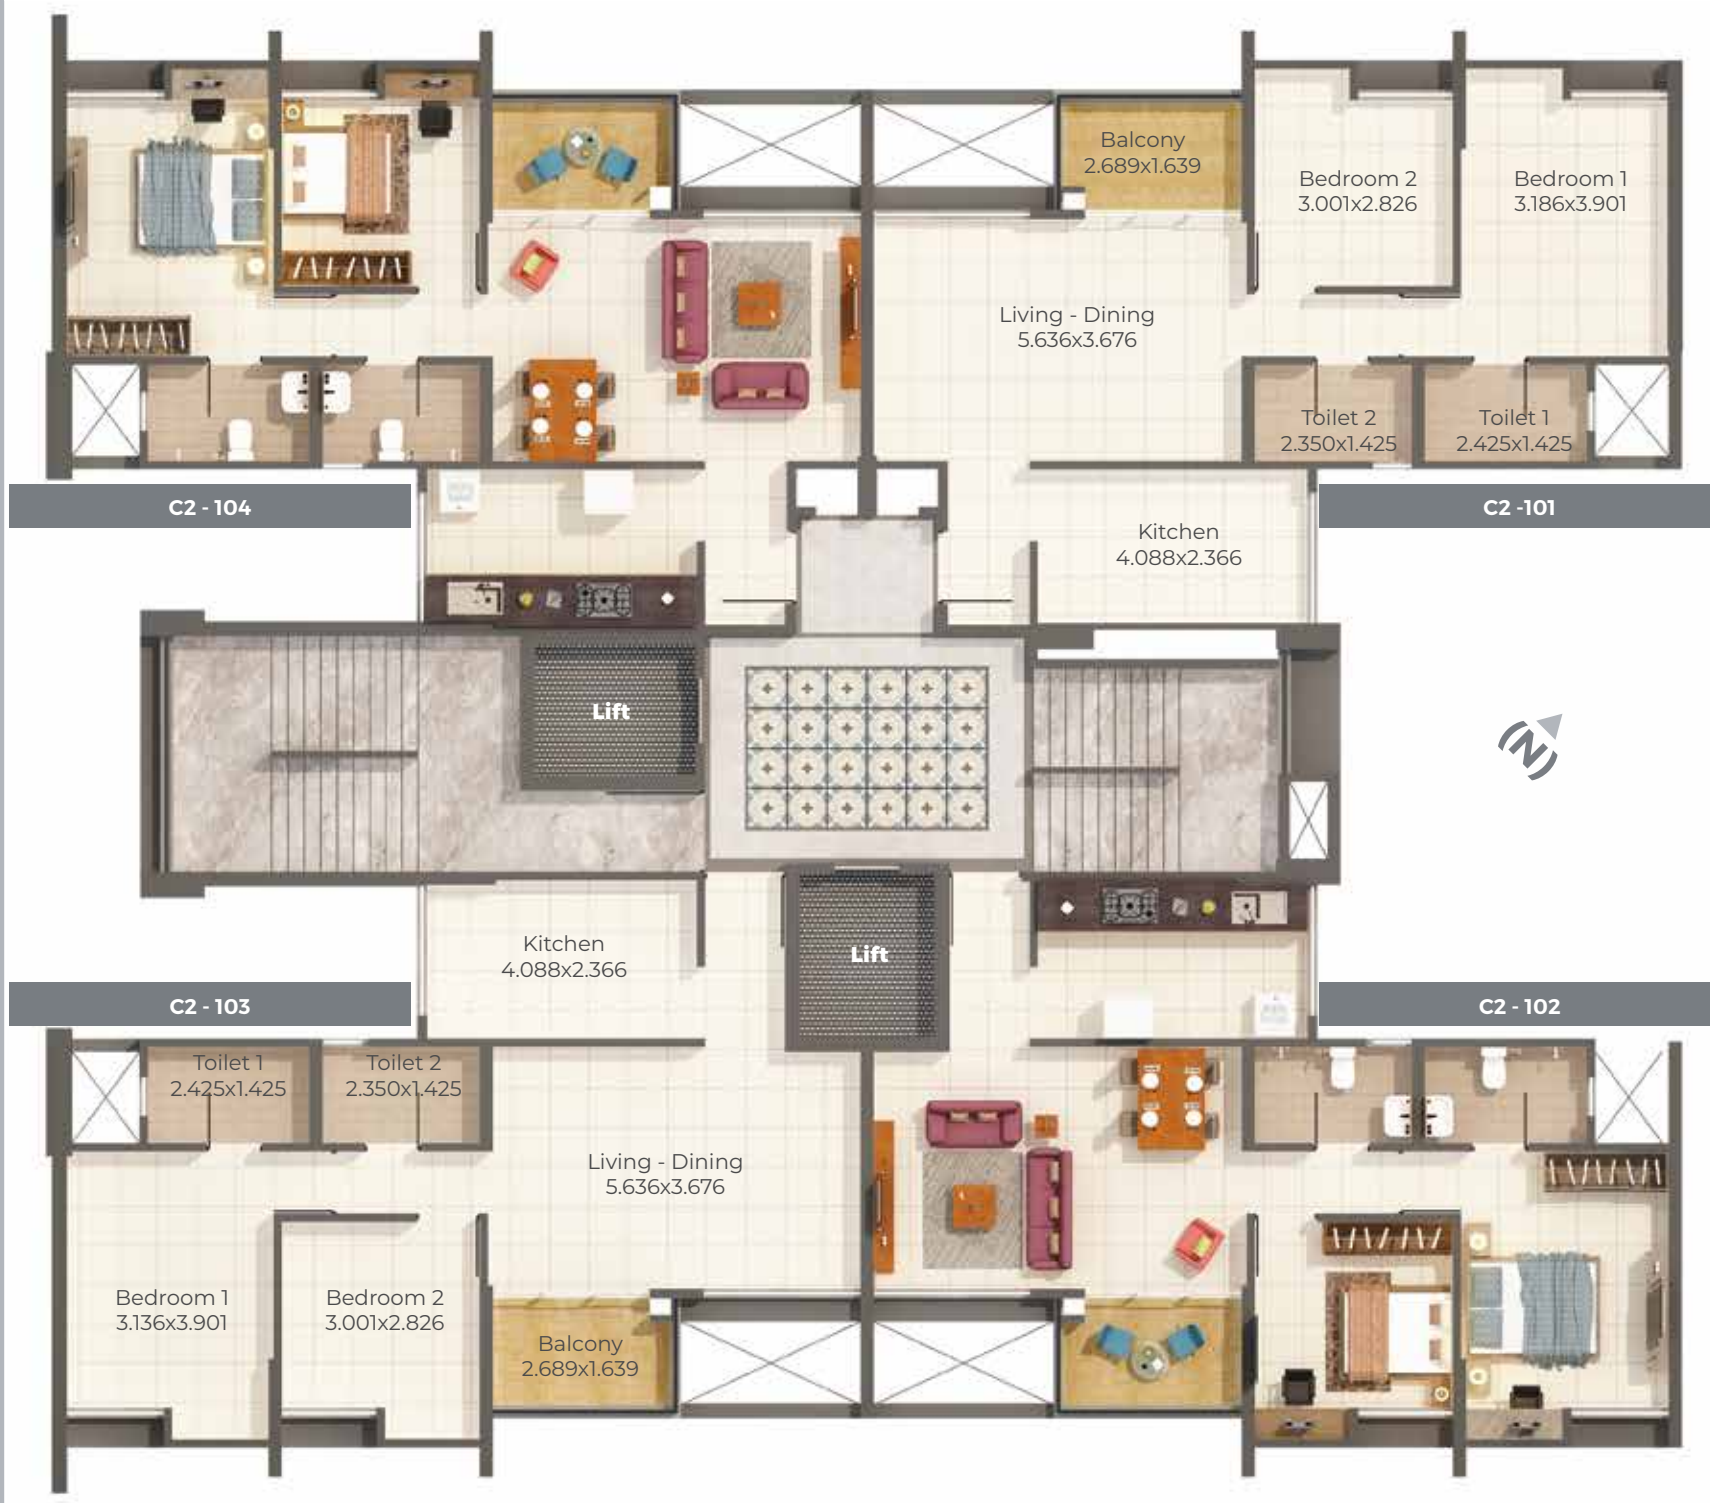 Balcony
2.689x1.639
Bedroom 2
3.001x2.826
Bedroom 1
3.186x3.901
Living - Dining
5.636x3.676
Toilet 2
2.350x1.425
Toilet 1
2.425x1.425
C2 - 104
C2 -101
Kitchen
4.088x2.366
Lift
(N)
Kitchen
4.088x2.366
Lift
C2 - 103
C2 - 102
Toilet 1
2.425x1.425
Toilet 2
2.350x1.425
Living - Dining
5.636x3.676
Bedroom 1
3.136x3.901
Bedroom 2
3.001x2.826
Balcony
2.689x1.639